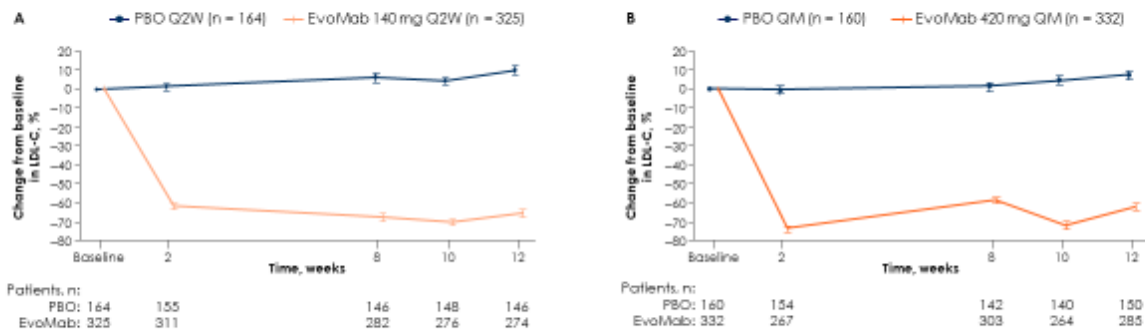 A
PBO Q2W (n = 164)
EvoMab 140 mg Q2W (n = 325)
Change from baseline
in LDL-C, %
20
10
0
–10
–20
–30
–40
–50
–60
–70
–80
Baseline 2 8 10 12
Time, weeks
Patients, n:
PBO: 164 155 146 148 146
EvoMab: 325 311 282 276 274
B
PBO QM (n = 160)
EvoMab 420 mg QM (n = 332)
Change from baseline
in LDL-C, %
20
10
0
–10
–20
–30
–40
–50
–60
–70
–80
Baseline 2 8 10 12
Time, weeks
Patients, n:
PBO: 160 154 142 140 150
EvoMab: 332 267 303 264 285